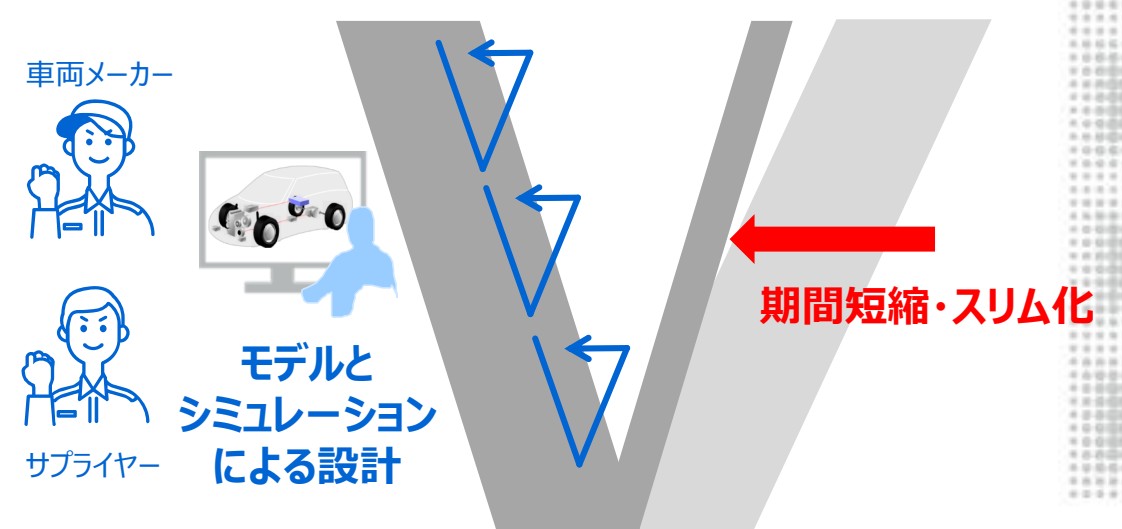 車両メーカー
モデルと
シミュレーション
による設計
サプライヤー
期間短縮・スリム化